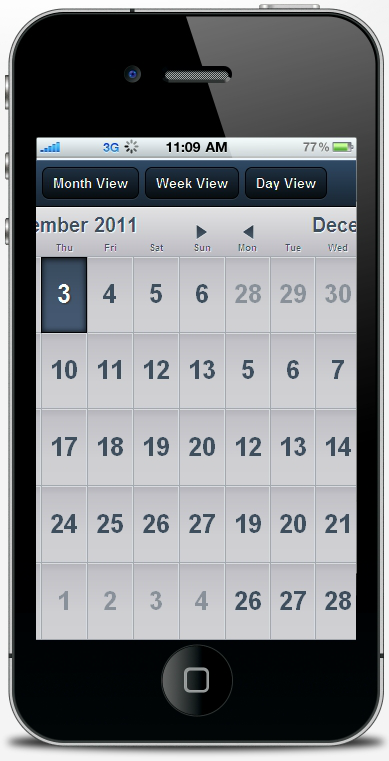 3G 11:09 AM 77%
Month View Week View Day View
ember 2011 Dece
Thu Fri Sat Sun Mon Tue Wed
3 4 5 6 28 29 30
10 11 12 13 5 6 7
17 18 19 20 12 13 14
24 25 26 27 19 20 21
1 2 3 4 26 27 28